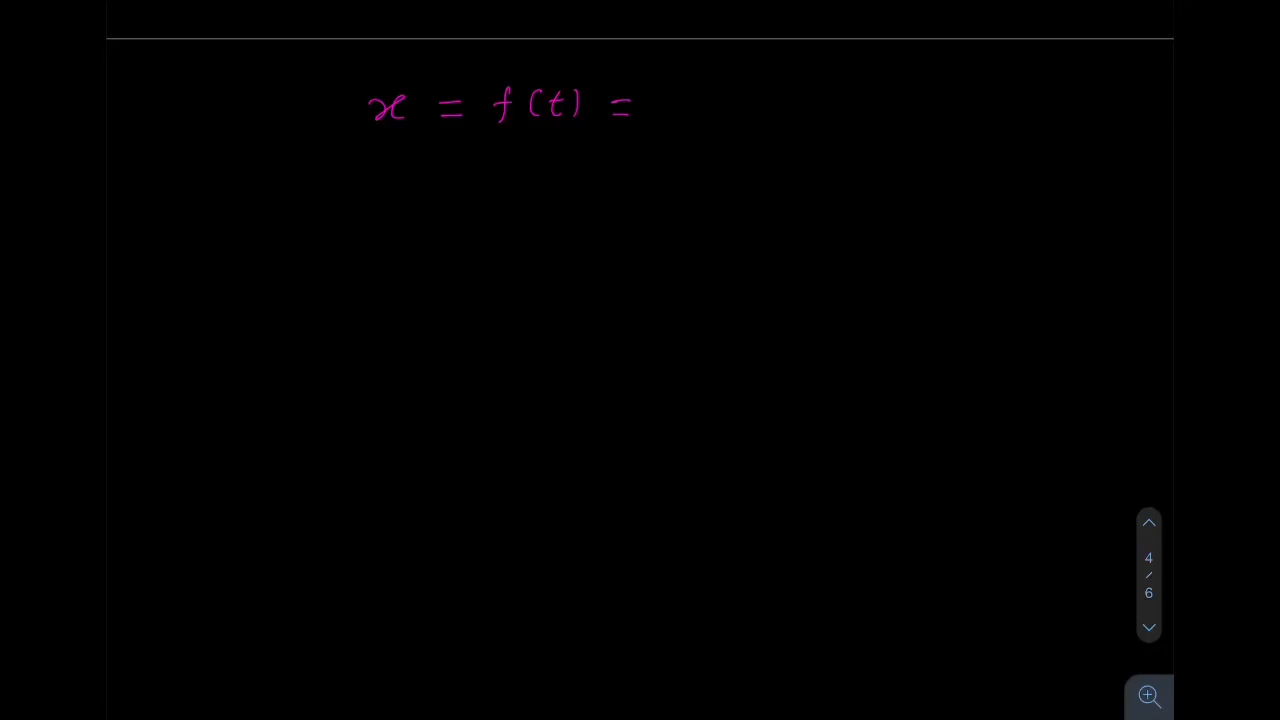 x = f(t) =
4
/
6